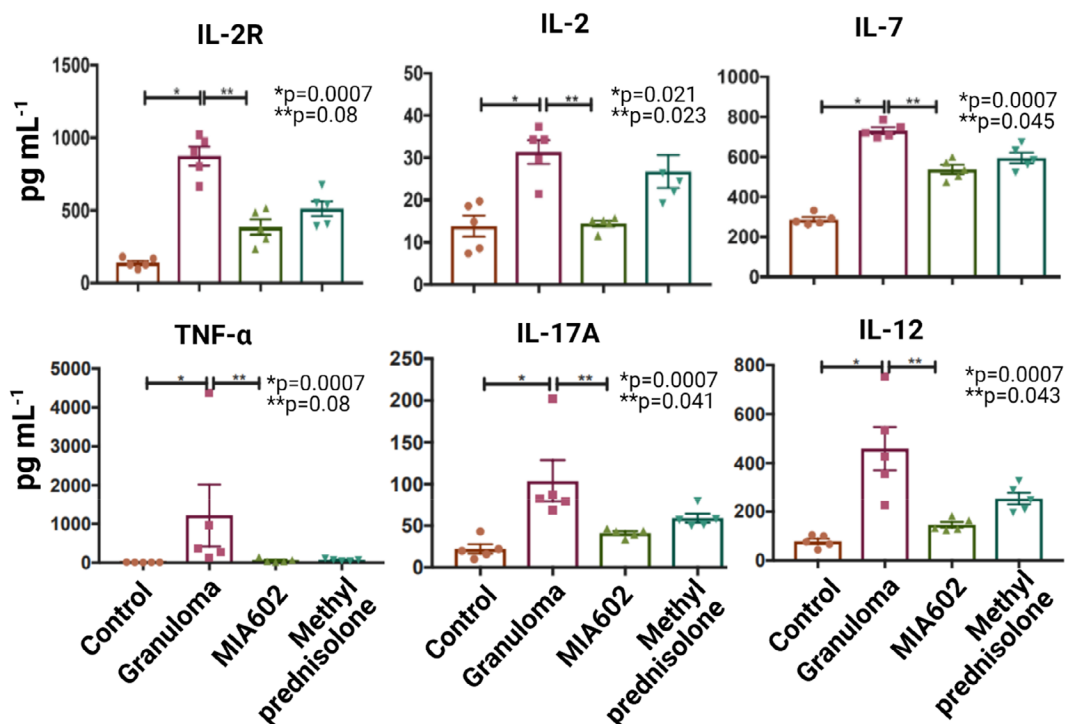 IL-2R
IL-2
IL-7
pg mL-1
1500
1000
500
0
* **
*p=0.0007
**p=0.08
50
40
30
20
10
0
* **
*p=0.021
**p=0.023
1000
800
600
400
200
0
* **
*p=0.0007
**p=0.045
TNF-α
IL-17A
IL-12
pg mL-1
5000
4000
3000
2000
1000
0
* **
*p=0.0007
**p=0.08
250
200
150
100
50
0
* **
*p=0.0007
**p=0.041
800
600
400
200
0
* **
*p=0.0007
**p=0.043
Control
Granuloma
MIA602
Methyl
prednisolone
Control
Granuloma
MIA602
Methyl
prednisolone
Control
Granuloma
MIA602
Methyl
prednisolone